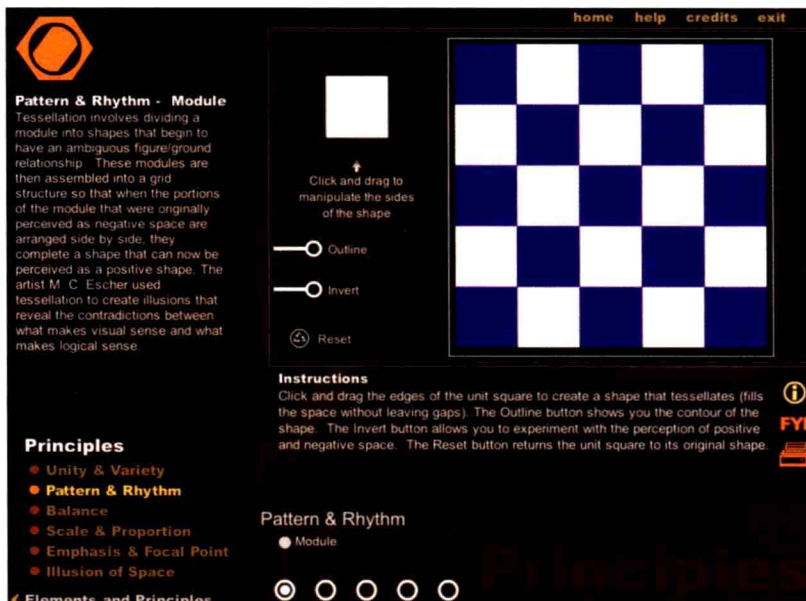 home help credits exit
Pattern & Rhythm - Module
Tessellation involves dividing a
module into shapes that begin to
have an ambiguous figure/ground
relationship. These modules are
then assembled into a grid
structure so that when the portions
of the module that were originally
perceived as negative space are
arranged side by side, they
complete a shape that can now be
perceived as a positive shape. The
artist M. C. Escher used
tessellation to create illusions that
reveal the contradictions between
what makes visual sense and what
makes logical sense.
Click and drag to
manipulate the sides
of the shape
Outline
Invert
Reset
Instructions
Click and drag the edges of the unit square to create a shape that tessellates (fills
the space without leaving gaps). The Outline button shows you the contour of the
shape. The Invert button allows you to experiment with the perception of positive
and negative space. The Reset button returns the unit square to its original shape.
FYI
Principles
Unity & Variety
Pattern & Rhythm
Balance
Scale & Proportion
Emphasis & Focal Point
Illusion of Space
Elements and Principles
Pattern & Rhythm
Module
Principles